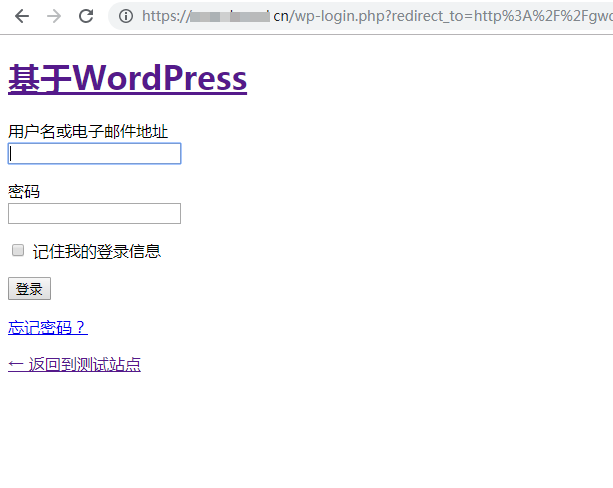 https:// cn/wp-login.php?redirect_to=http%3A%2F%2Fgwd
基于WordPress
用户名或电子邮件地址
密码
记住我的登录信息
登录
忘记密码？
← 返回到测试站点